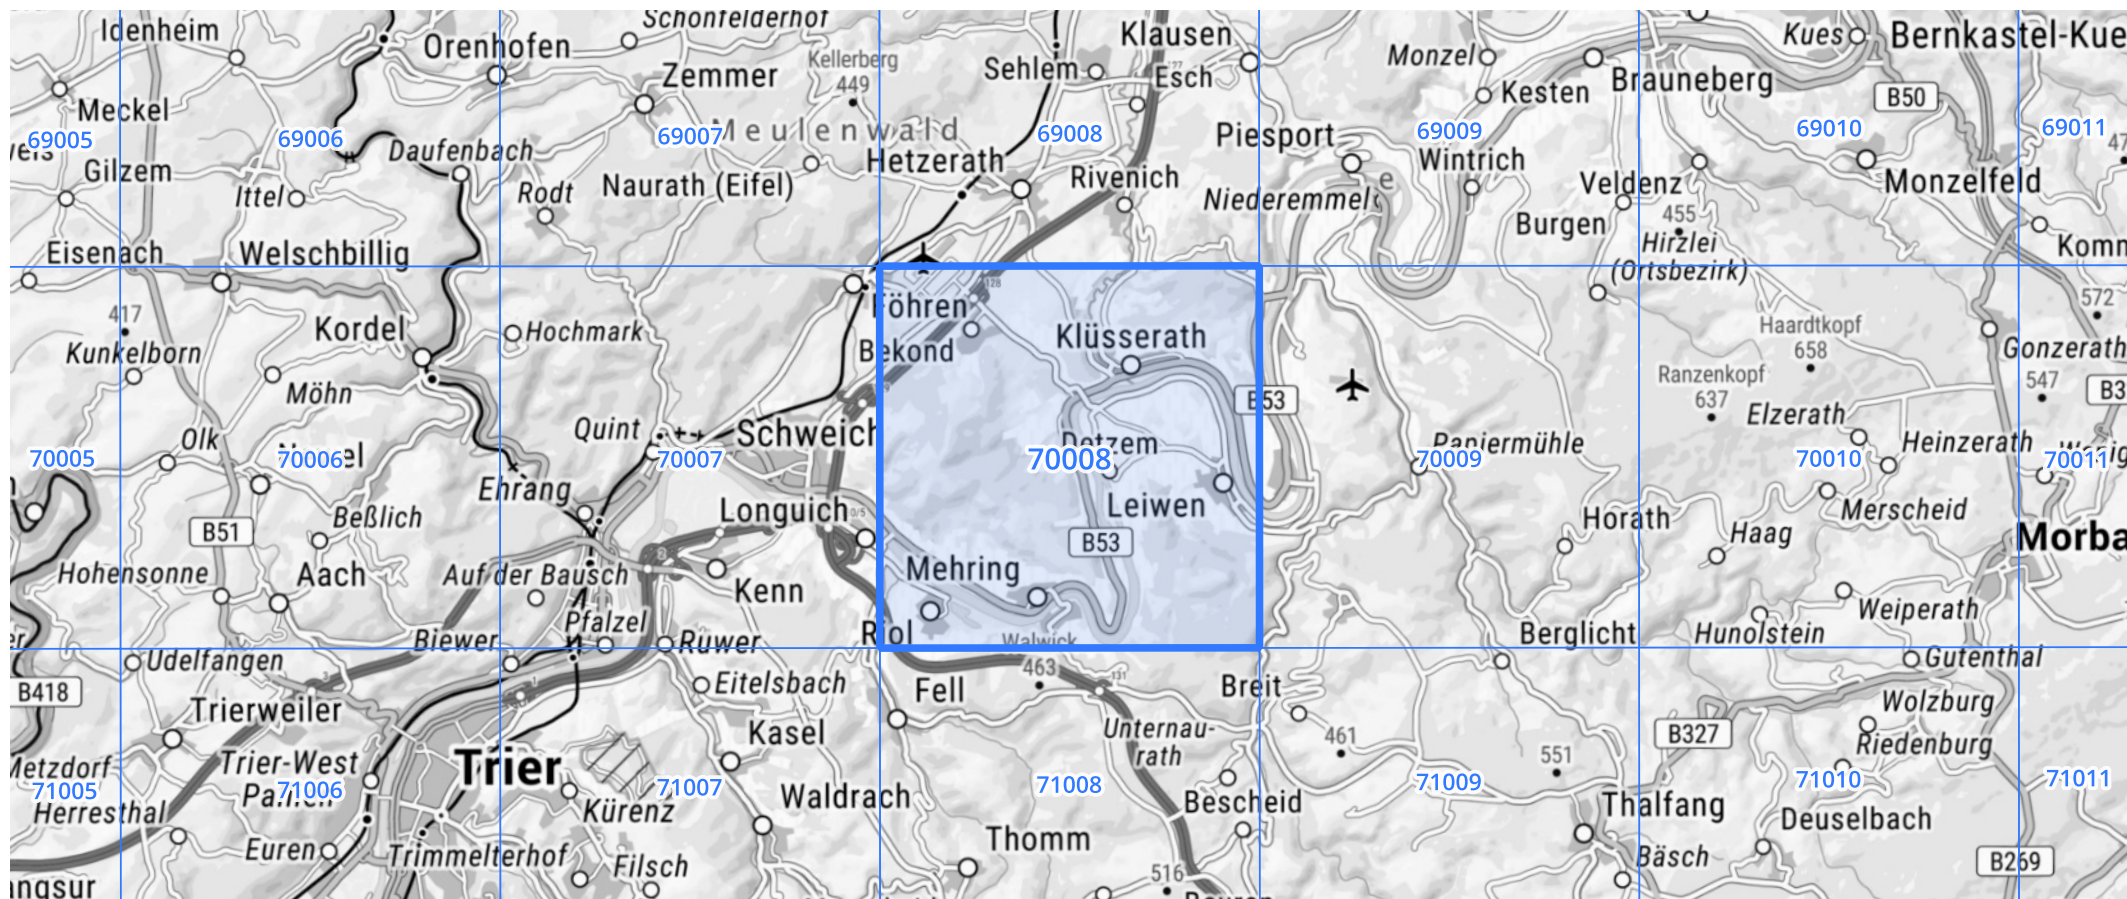 Idenheim
Orenhofen
Schönfelderhof
Klausen
Kues
Bernkastel-Kue
Meckel
Zemmer
Kellerberg
449
Sehlem
Esch
Monzel
Kesten
Brauneberg
B50
69005
69006
69007
Meulenwald
69008
69009
69010
69011
Gilzem
Daufenbach
Hetzerath
Piesport
Wintrich
Ittel
Rodt
Naurath (Eifel)
Rivenich
Niederemmel
e
Veldenz
Monzelfeld
Burgen
455
Hirzlei
(Ortsbezirk)
Eisenach
Welschbillig
Komm
417
Kunkelborn
Kordel
Hochmark
Föhren
128
Bekond
Klüsserath
Haardtkopf
658
572
Gonzerath
Möhn
B53
Ranzenkopf
637
547
B3
Elzerath
Olk
Quint
Schweich
Detzem
Papiermühle
Heinzerath
70005
70006
70007
70008
70009
70010
70011
Ehrang
Leiwen
Beßlich
B51
Longuich
Horath
Merscheid
Haag
Morba
B53
Hohensonne
Aach
Auf der Bausch
Kenn
Mehring
Weiperath
Pfalzel
Biewer
Ruwer
Riol
Walwick
Berglicht
Hunolstein
Udelfangen
B418
463
131
Gutenthal
Eitelsbach
Fell
Breit
Wolzburg
Trierweiler
Kasel
Unternau-
rath
461
551
B327
Riedenburg
Metzdorf
Trier-West
Trier
71005
71006
71007
71008
71009
71010
71011
Herresthal
Kürenz
Waldrach
Bescheid
Thalfang
Deuselbach
Euren
Trimmelterhof
Filsch
Thomm
516
Bäsch
B269
angsur